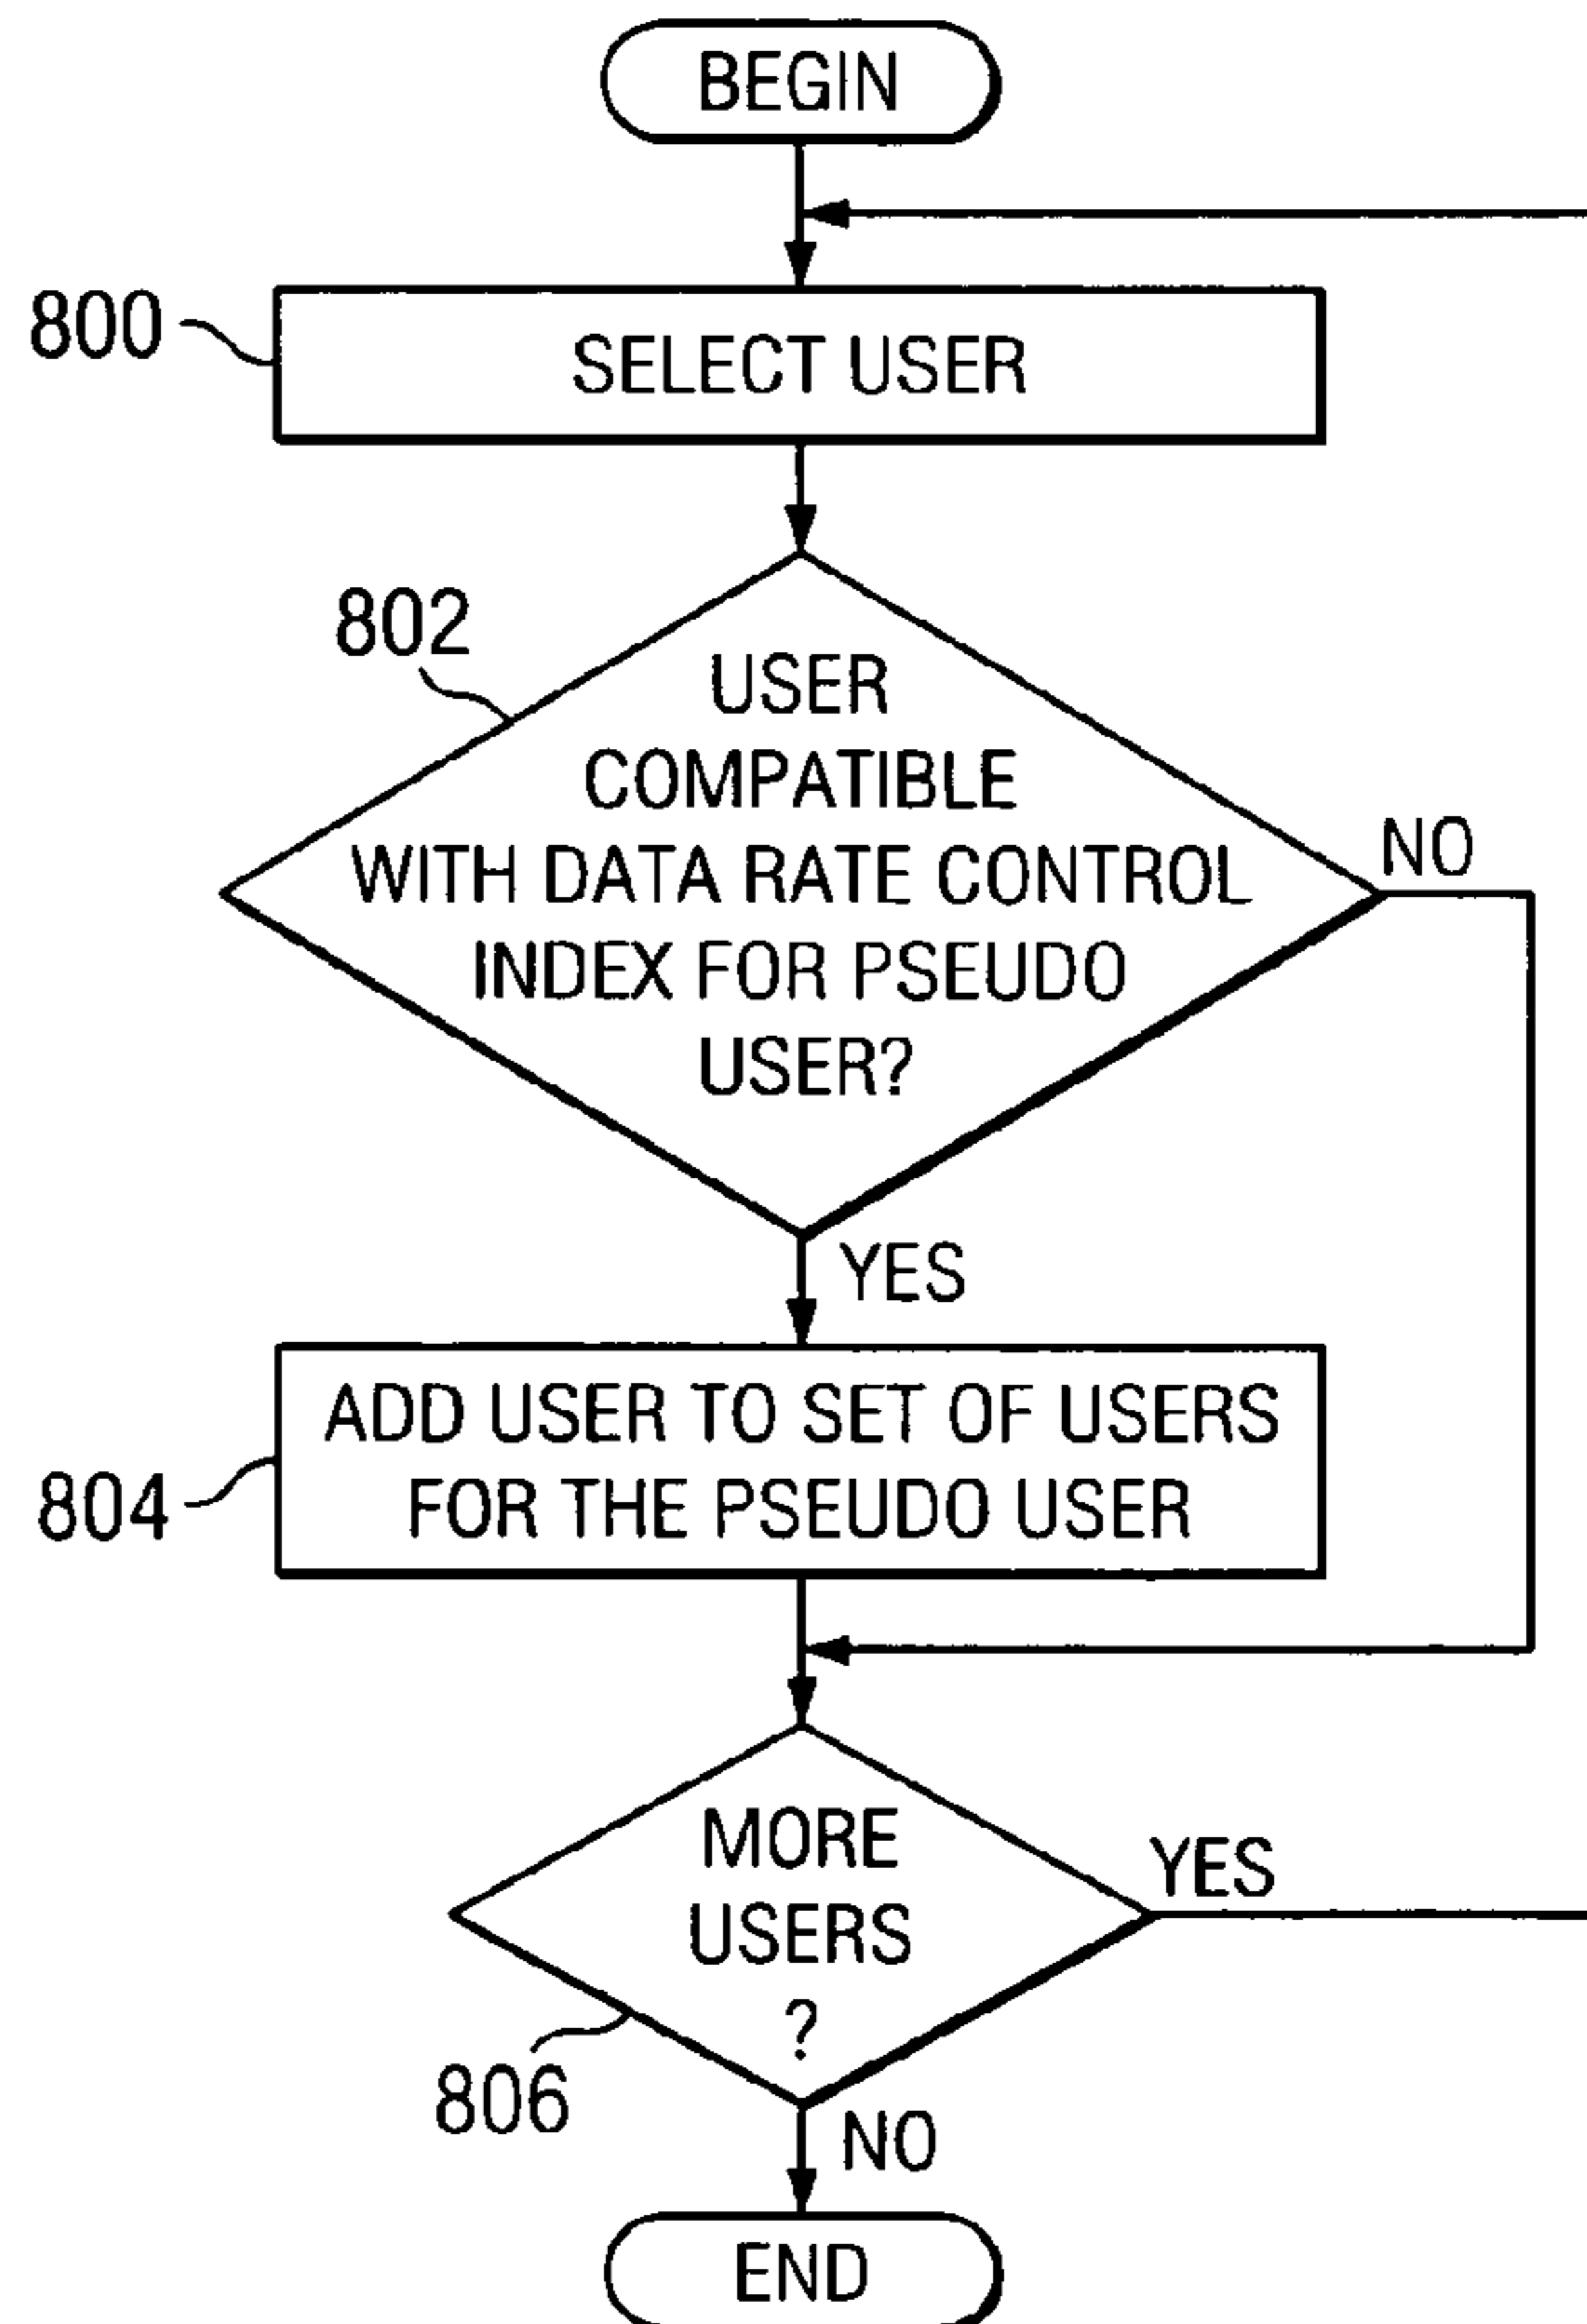 BEGIN
800
SELECT USER
802
USER
COMPATIBLE
WITH DATA RATE CONTROL
INDEX FOR PSEUDO
USER?
NO
YES
804
ADD USER TO SET OF USERS
FOR THE PSEUDO USER
MORE
USERS
?
YES
806
NO
END